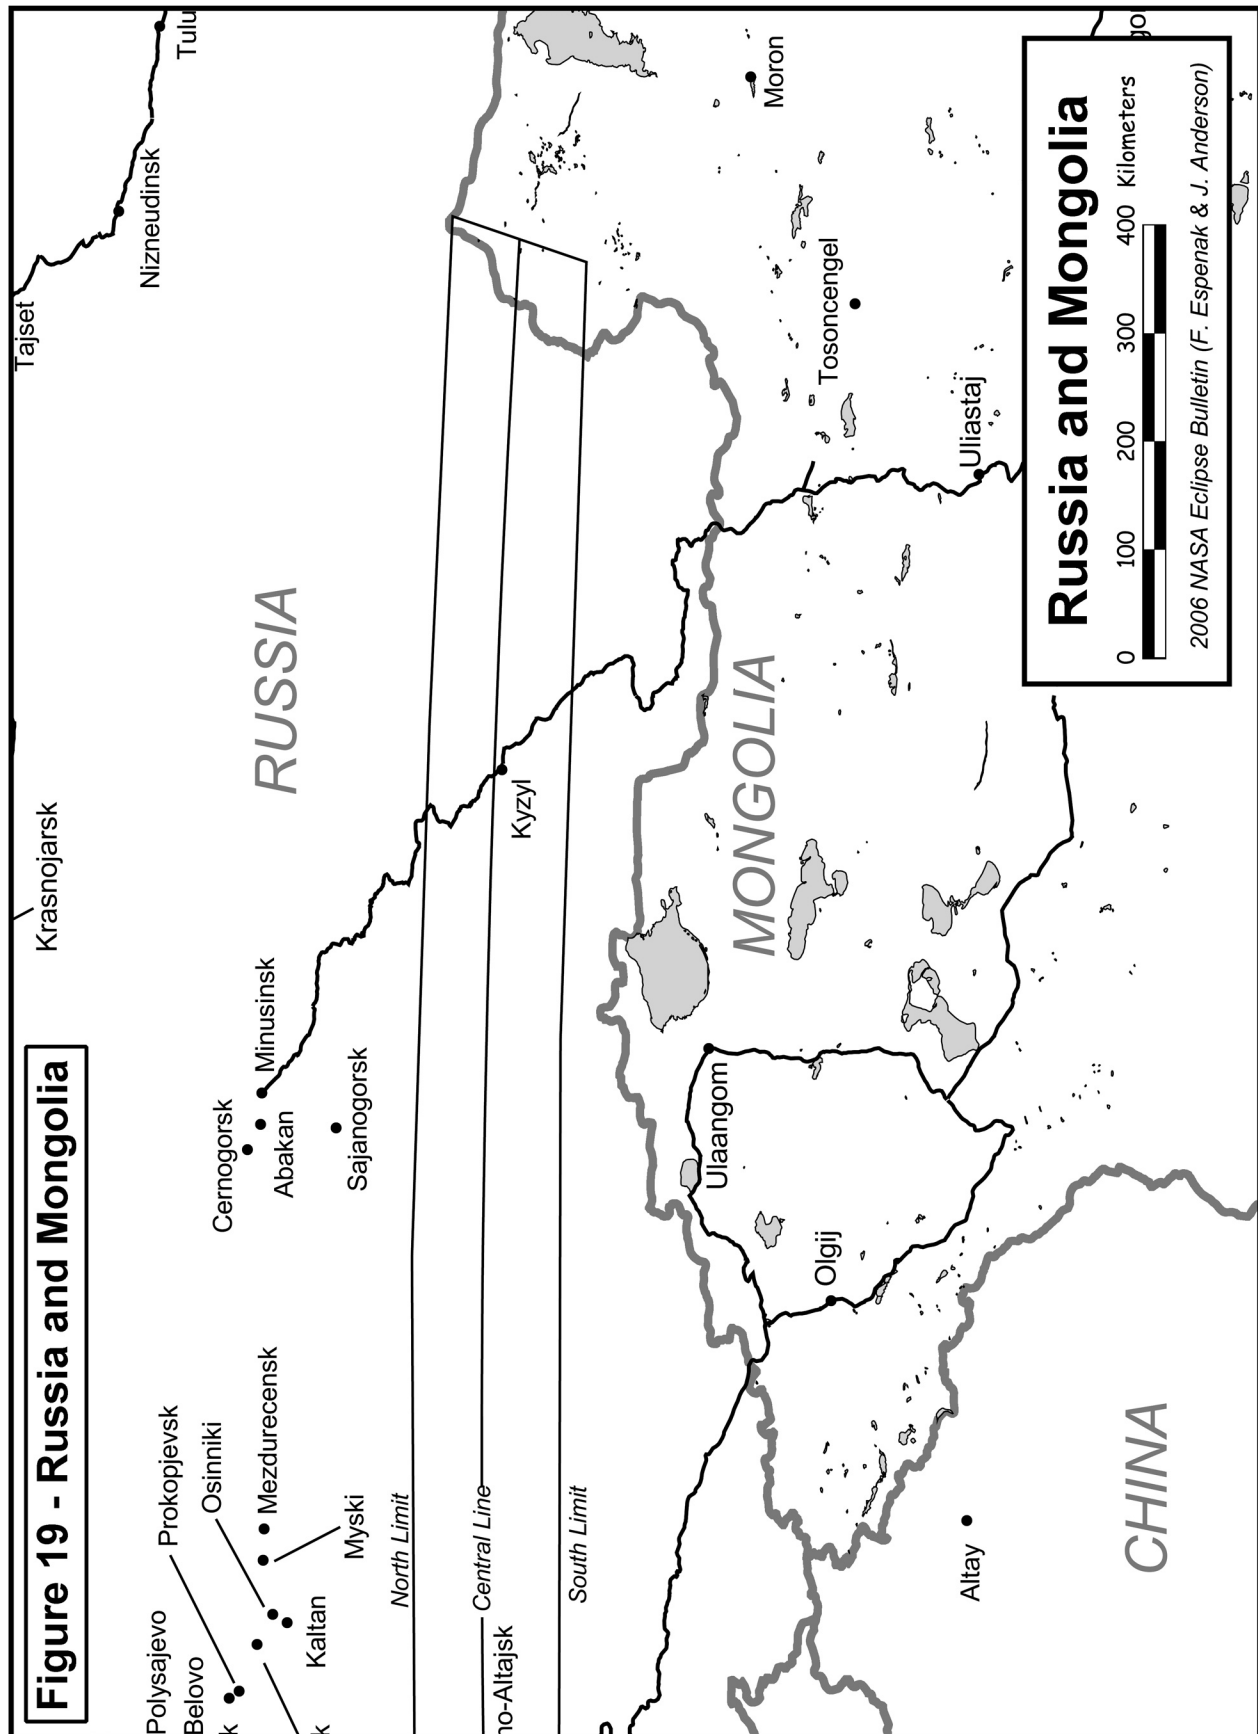 Figure 19 - Russia and Mongolia
Polysajevo
Belovo
Prokopjevsk
Osinniki
Mezdurecensk
Myski
Kaltan
k
k
Krasnojarsk
Tajset
Nizneudinsk
Tulu
Cernogorsk
Minusinsk
Abakan
Sajanogorsk
RUSSIA
North Limit
Central Line
South Limit
no-Altajsk
Kyzyl
Moron
Tosoncengel
Uliastaj
MONGOLIA
Ulaangom
Olgij
Altay
CHINA
Russia and Mongolia
0 100 200 300 400 Kilometers
2006 NASA Eclipse Bulletin (F. Espenak & J. Anderson)